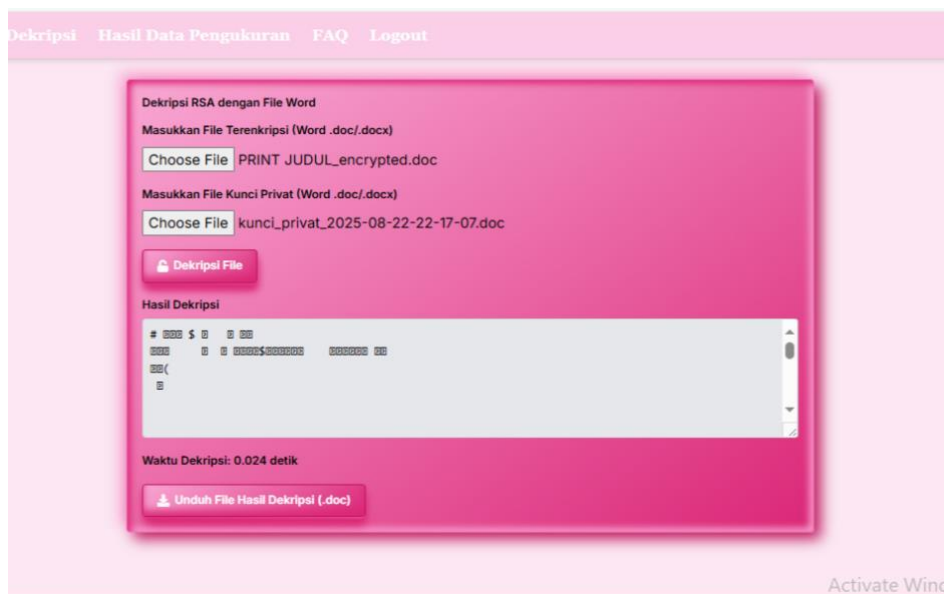 Dekripsi Hasil Data Pengukuran FAQ Logout
Dekripsi RSA dengan File Word
Masukkan File Terenkripsi (Word .doc/.docx)
Choose File PRINT JUDUL_encrypted.doc
Masukkan File Kunci Privat (Word .doc/.docx)
Choose File kunci_privat_2025-08-22-22-17-07.doc
Dekripsi File
Hasil Dekripsi
# $
$
(
Waktu Dekripsi: 0.024 detik
Unduh File Hasil Dekripsi (.doc)
Activate Wind